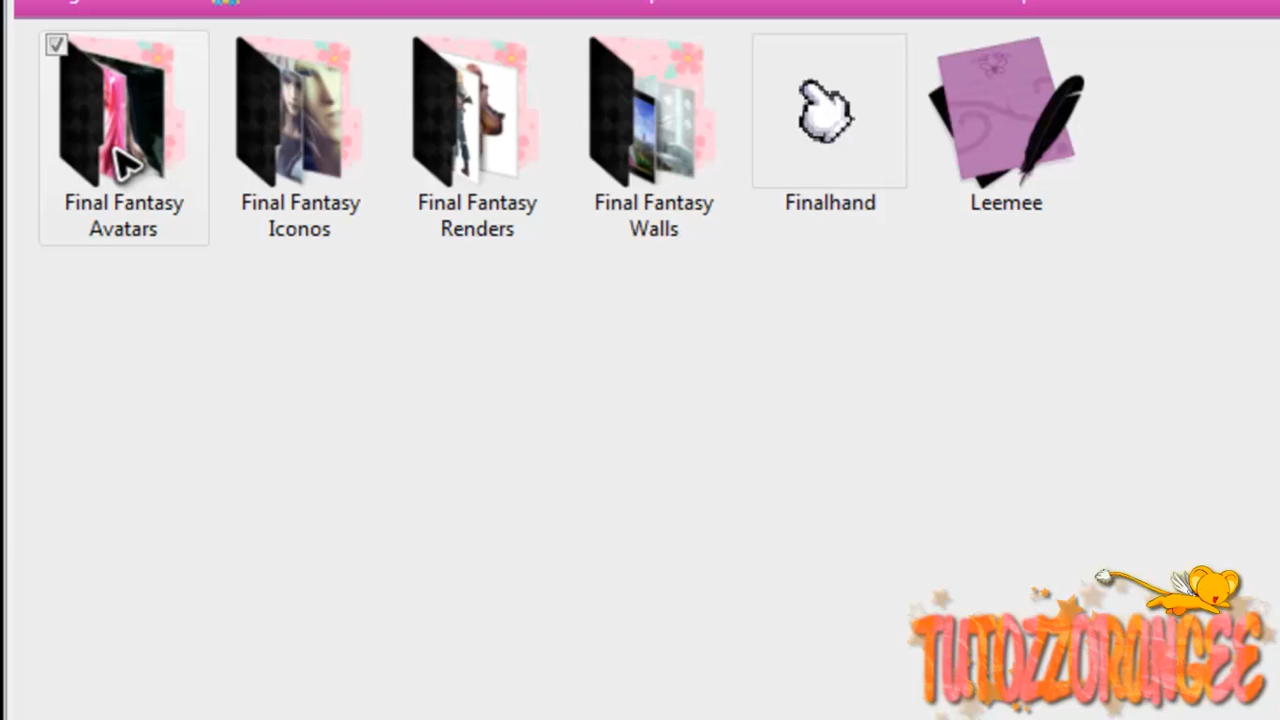 Final Fantasy
Avatars
Final Fantasy
Iconos
Final Fantasy
Renders
Final Fantasy
Walls
Finalhand
Leemee
TUTOZZORANGEE